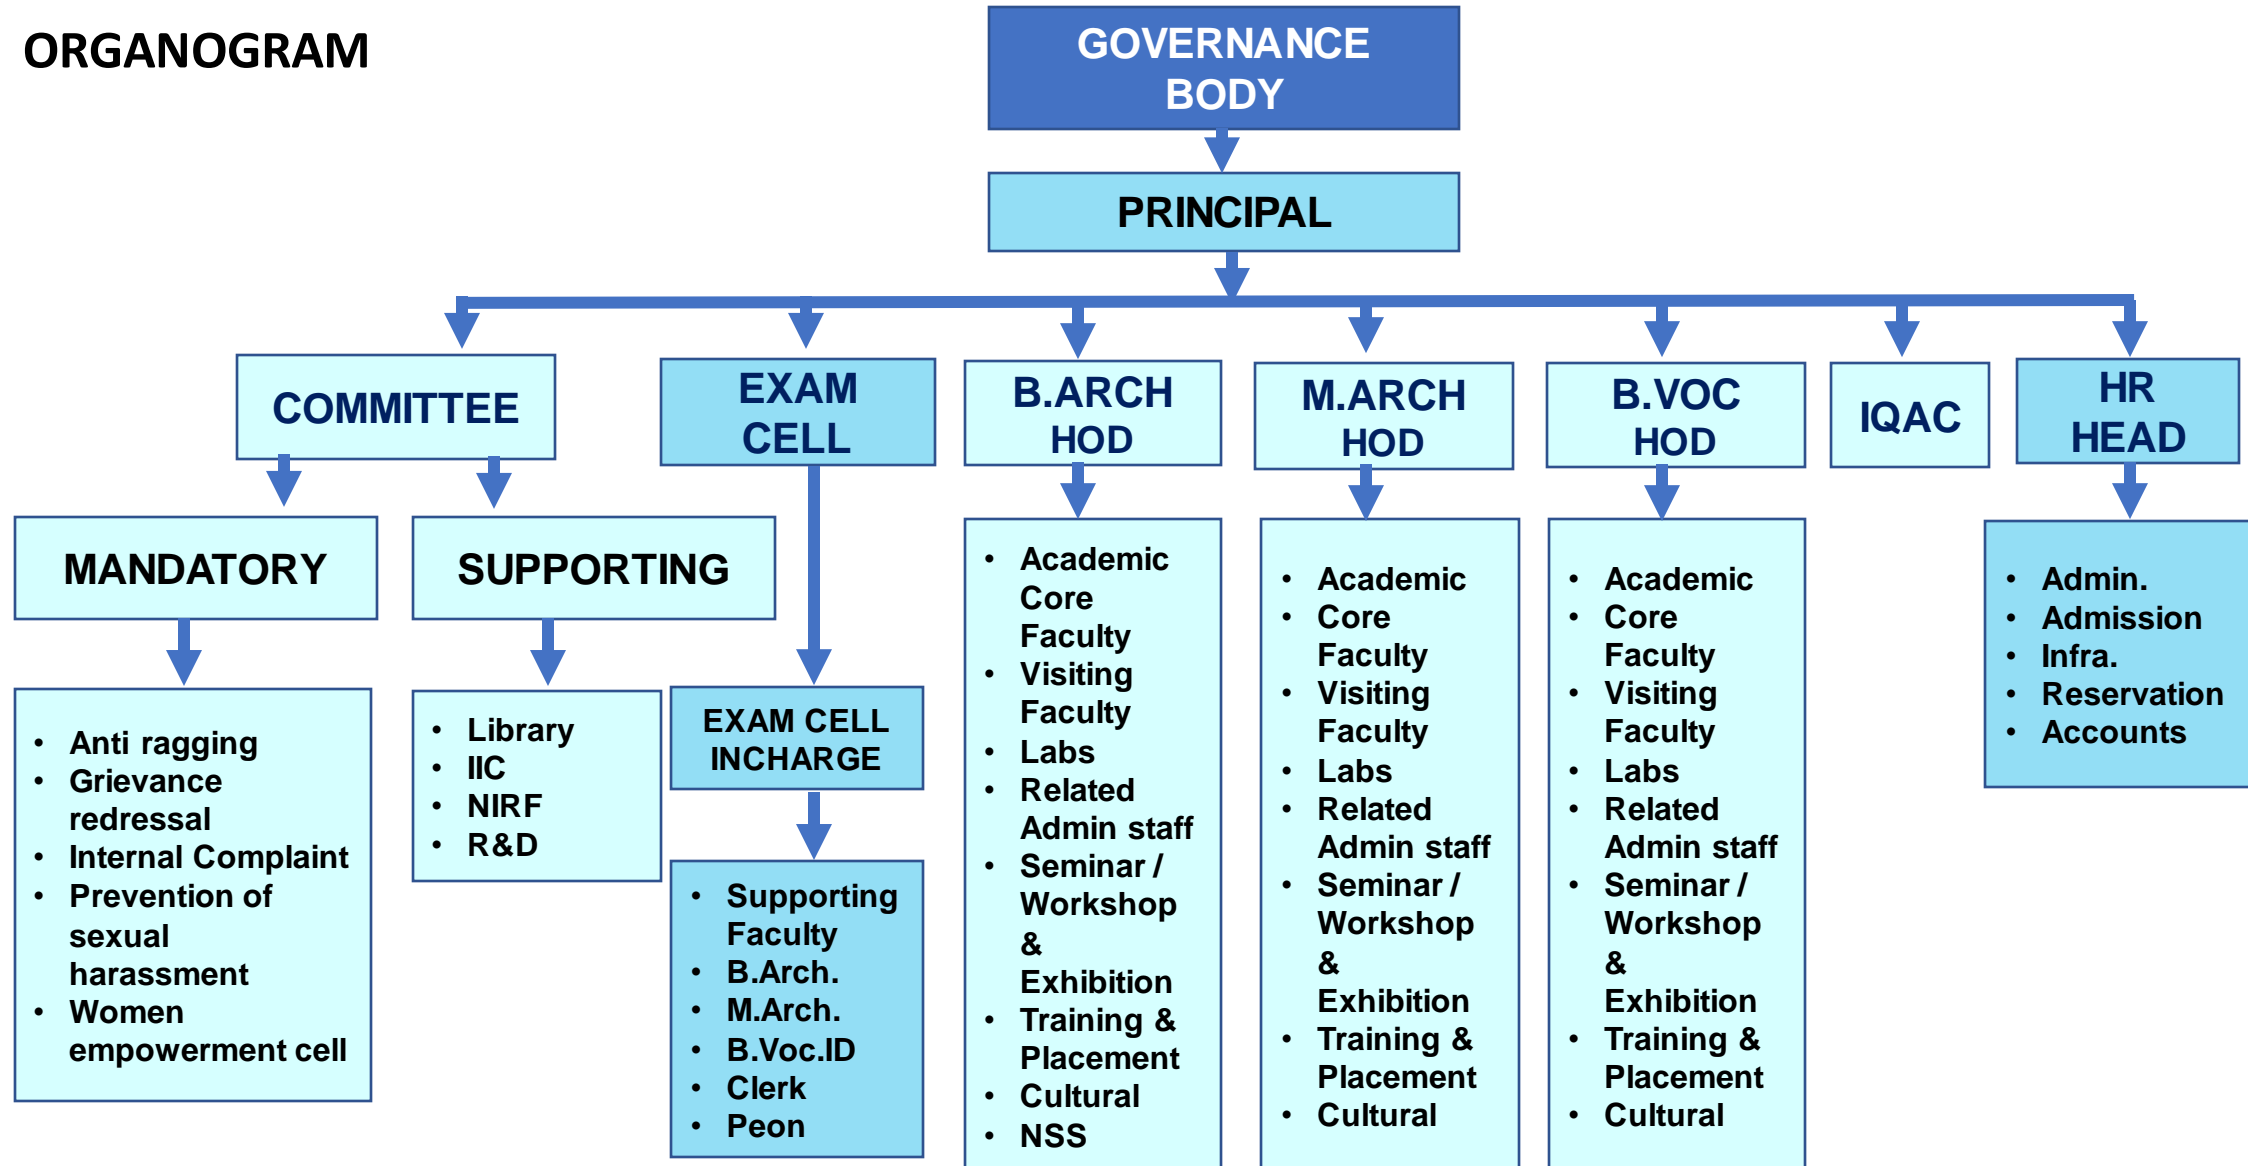 ORGANOGRAM
GOVERNANCE
BODY
PRINCIPAL
COMMITTEE
EXAM
CELL
B.ARCH
HOD
M.ARCH
HOD
B.VOC
HOD
IQAC
HR
HEAD
MANDATORY
SUPPORTING
• Anti ragging
• Grievance
redressal
• Internal Complaint
• Prevention of
sexual
harassment
• Women
empowerment cell
• Library
• IIC
• NIRF
• R&D
EXAM CELL
INCHARGE
• Supporting
Faculty
• B.Arch.
• M.Arch.
• B.Voc.ID
• Clerk
• Peon
• Academic
Core
Faculty
• Visiting
Faculty
• Labs
• Related
Admin staff
• Seminar /
Workshop
&
Exhibition
• Training &
Placement
• Cultural
• NSS
• Academic
• Core
Faculty
• Visiting
Faculty
• Labs
• Related
Admin staff
• Seminar /
Workshop
&
Exhibition
• Training &
Placement
• Cultural
• Academic
• Core
Faculty
• Visiting
Faculty
• Labs
• Related
Admin staff
• Seminar /
Workshop
&
Exhibition
• Training &
Placement
• Cultural
• Admin.
• Admission
• Infra.
• Reservation
• Accounts